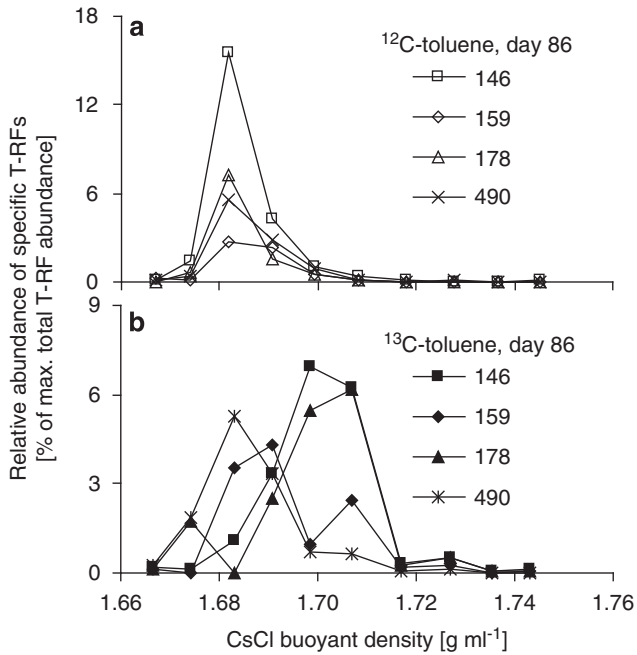 Relative abundance of specific T-RFs
[% of max. total T-RF abundance]
a
18
12
6
0
¹²C-toluene, day 86
146
159
178
490
b
9
6
3
0
¹³C-toluene, day 86
146
159
178
490
1.66 1.68 1.70 1.72 1.74 1.76
CsCl buoyant density [g ml⁻¹]